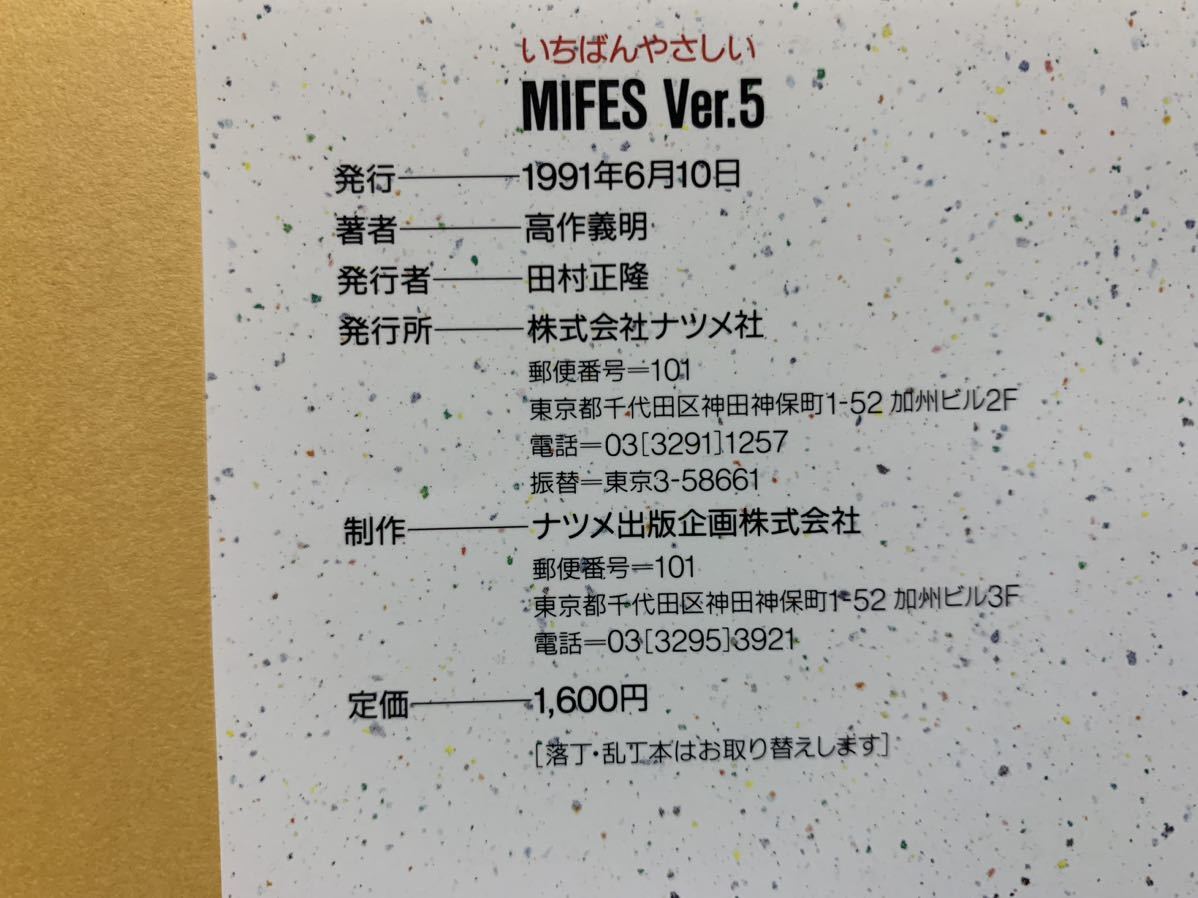 いちばんやさしい
MIFES Ver.5
発行――1991年6月10日
著者――高作義明
発行者――田村正隆
発行所――株式会社ナツメ社
郵便番号=101
東京都千代田区神田神保町1-52 加州ビル2F
電話=03[3291]1257
振替=東京3-58661
制作――ナツメ出版企画株式会社
郵便番号=101
東京都千代田区神田神保町1-52 加州ビル3F
電話=03[3295]3921
定価――1,600円
[落丁・乱丁本はお取り替えします]